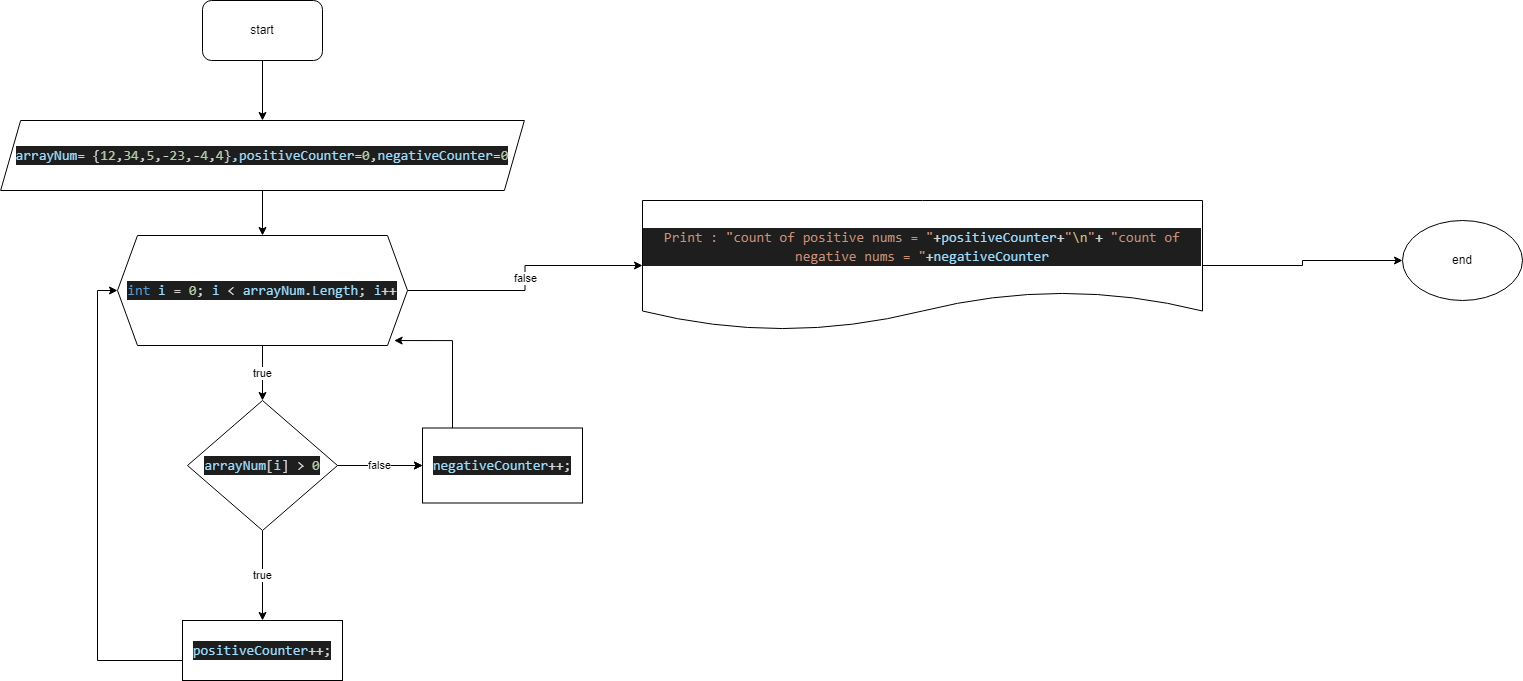 start
arrayNum= {12,34,5,-23,-4,4},positiveCounter=0,negativeCounter=0
Print : "count of positive nums = "+positiveCounter+"\n"+ "count of
negative nums = "+negativeCounter
end
false
int i = 0; i < arrayNum.Length; i++
true
arrayNum[i] > 0
false
negativeCounter++;
true
positiveCounter++;